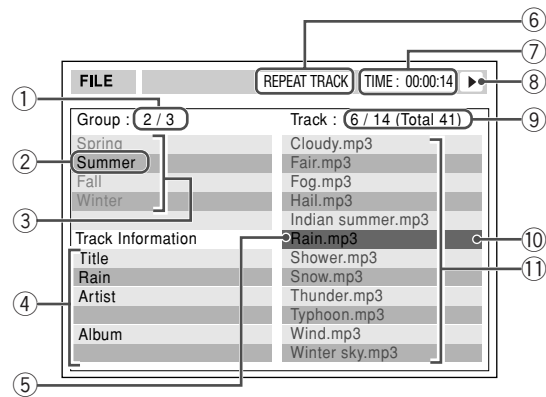 ⑥
⑦
FILE REPEAT TRACK TIME : 00:00:14 ⑧
①
Group : 2 / 3 Track : 6 / 14 (Total 41) ⑨
Spring Cloudy.mp3
② Summer Fair.mp3
Fall Fog.mp3
③ Winter Hail.mp3
Indian summer.mp3
Track Information Rain.mp3 ⑩
Title Shower.mp3 ⑪
Rain Snow.mp3
④ Artist Thunder.mp3
Typhoon.mp3
Album Wind.mp3
Winter sky.mp3
⑤